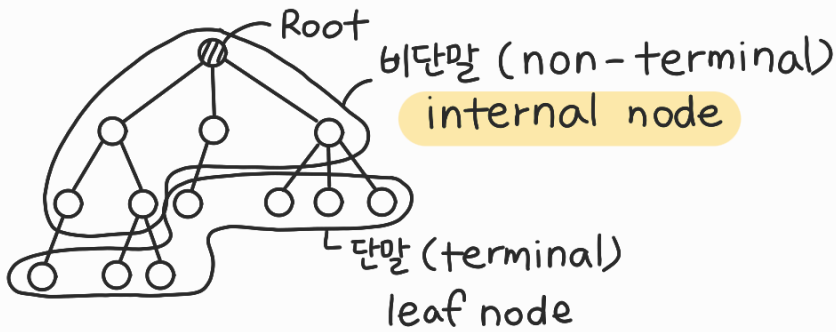 Root
비단말 (non-terminal)
internal node
단말 (terminal)
leaf node